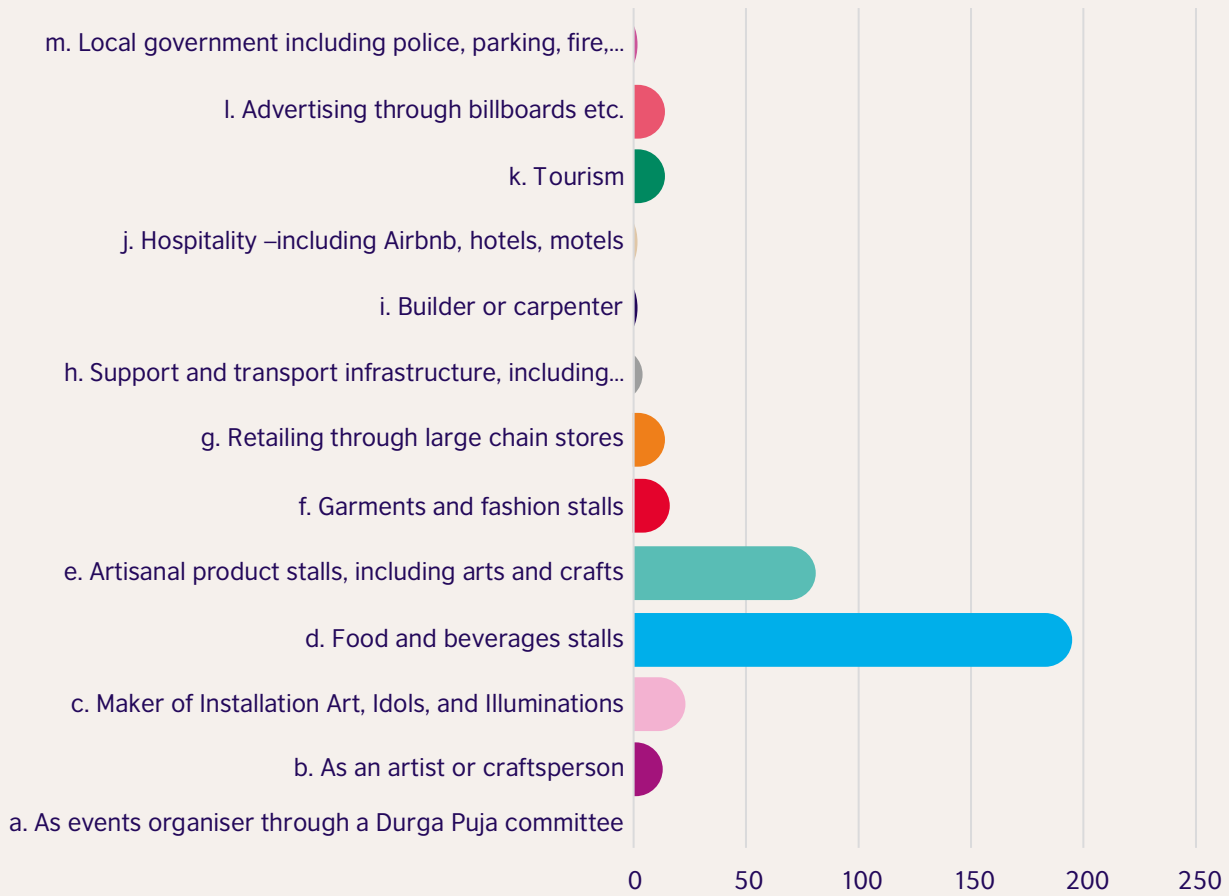 m. Local government including police, parking, fire,...
l. Advertising through billboards etc.
k. Tourism
j. Hospitality –including Airbnb, hotels, motels
i. Builder or carpenter
h. Support and transport infrastructure, including...
g. Retailing through large chain stores
f. Garments and fashion stalls
e. Artisanal product stalls, including arts and crafts
d. Food and beverages stalls
c. Maker of Installation Art, Idols, and Illuminations
b. As an artist or craftsperson
a. As events organiser through a Durga Puja committee
0 50 100 150 200 250